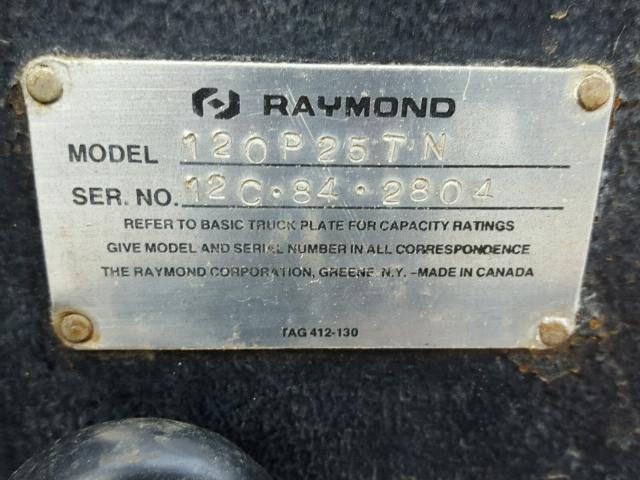 RAYMOND
MODEL 120P25TN
SER. NO. 12C·84·2804
REFER TO BASIC TRUCK PLATE FOR CAPACITY RATINGS
GIVE MODEL AND SERIAL NUMBER IN ALL CORRESPONDENCE
THE RAYMOND CORPORATION, GREENE, N.Y. -MADE IN CANADA
TAG 412-130